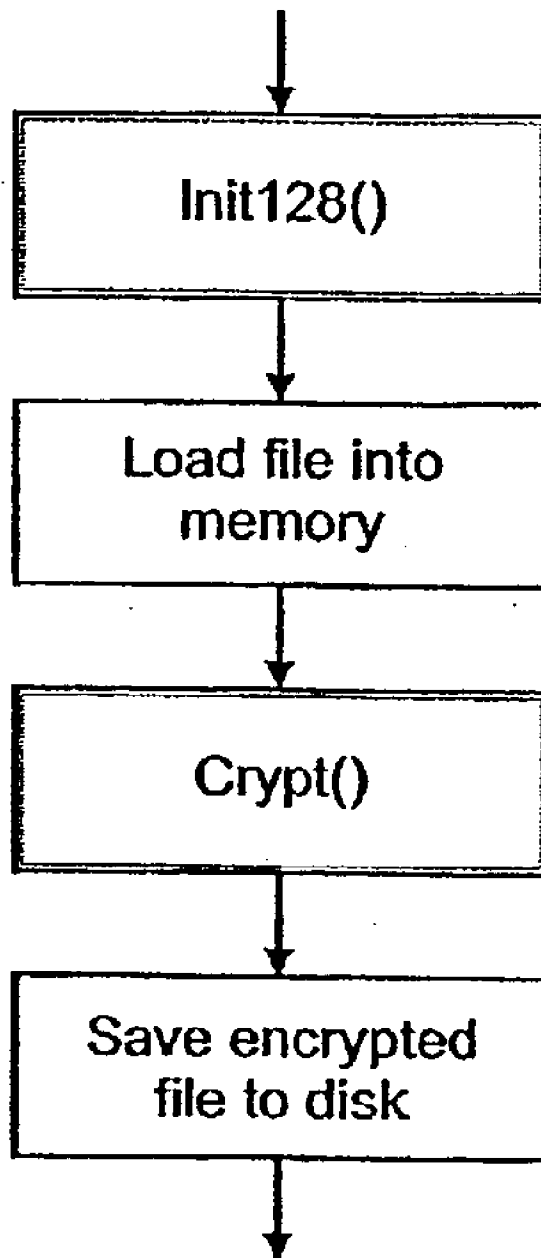 Init128()
Load file into
memory
Crypt()
Save encrypted
file to disk